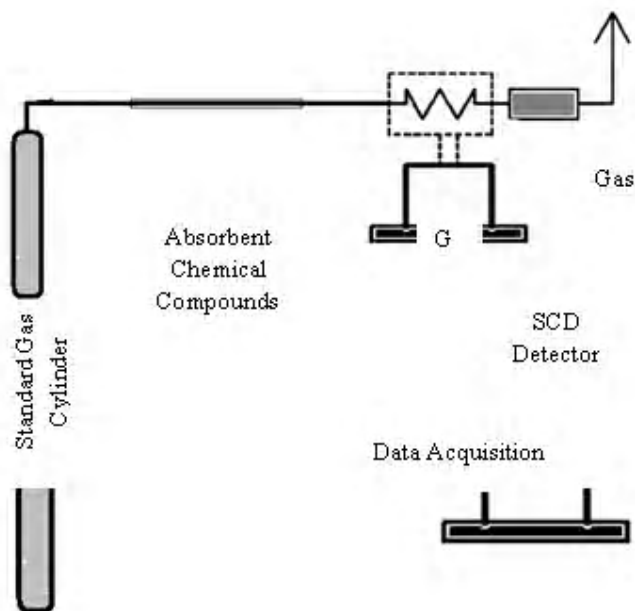 Gas
G
Absorbent
Chemical
Compounds
SCD
Detector
Standard Gas
Cylinder
Data Acquisition